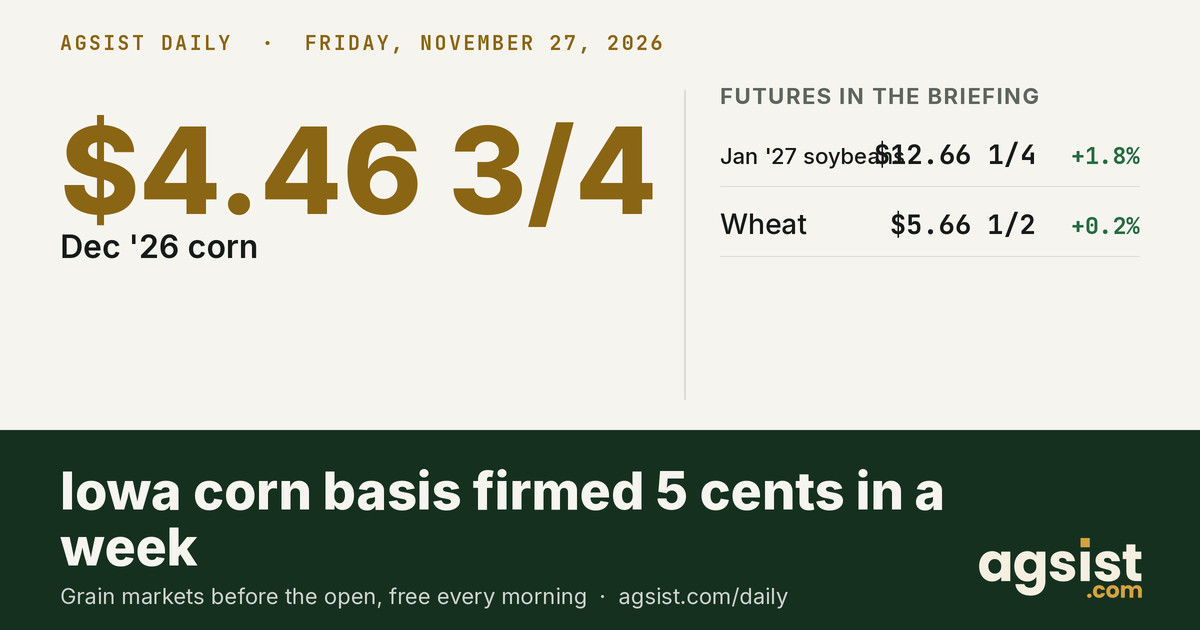 AGSIST DAILY · FRIDAY, NOVEMBER 27, 2026
$4.46 3/4
Dec '26 corn
FUTURES IN THE BRIEFING
Jan '27 soybeans $12.66 1/4 +1.8%
Wheat $5.66 1/2 +0.2%
Iowa corn basis firmed 5 cents in a
week
Grain markets before the open, free every morning · agsist.com/daily
agsist
.com